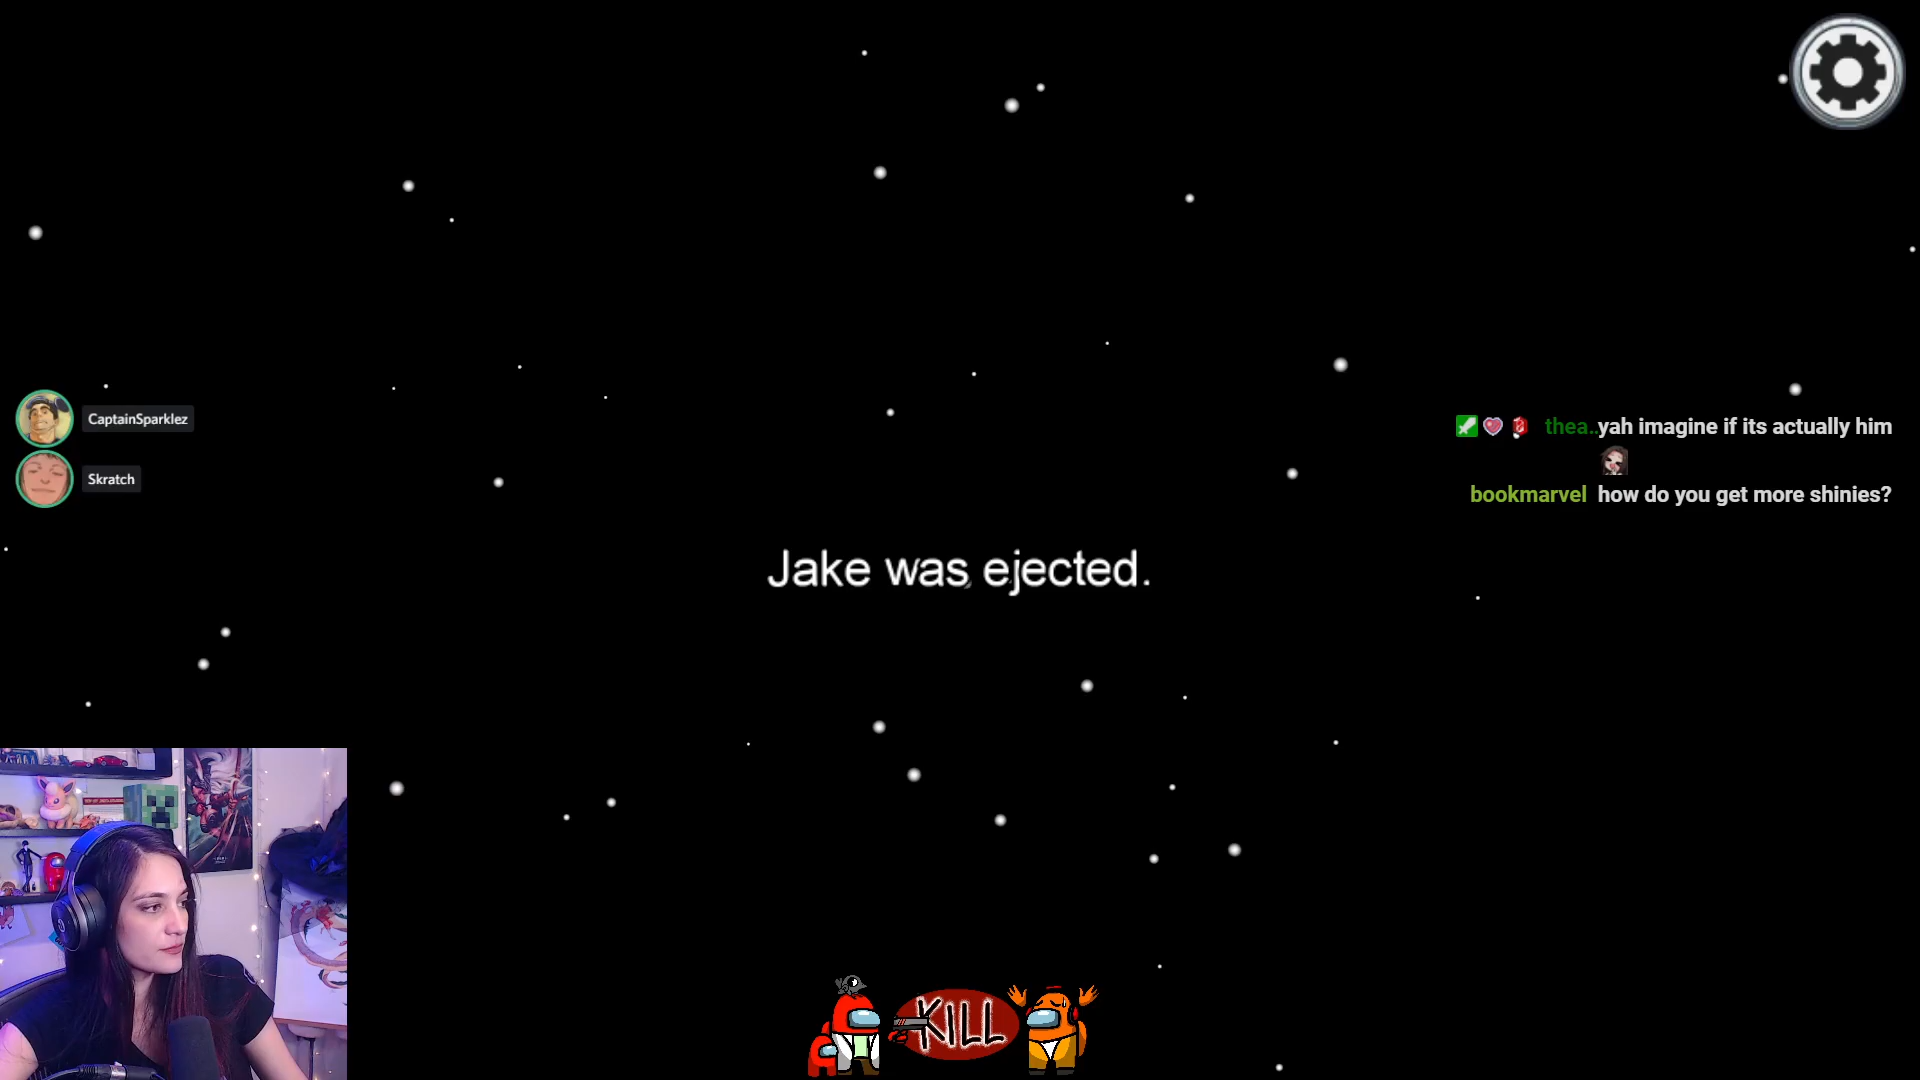 CaptainSparklez
Skratch
thea..yah imagine if its actually him
bookmarvel how do you get more shinies?
Jake was ejected.
KILL